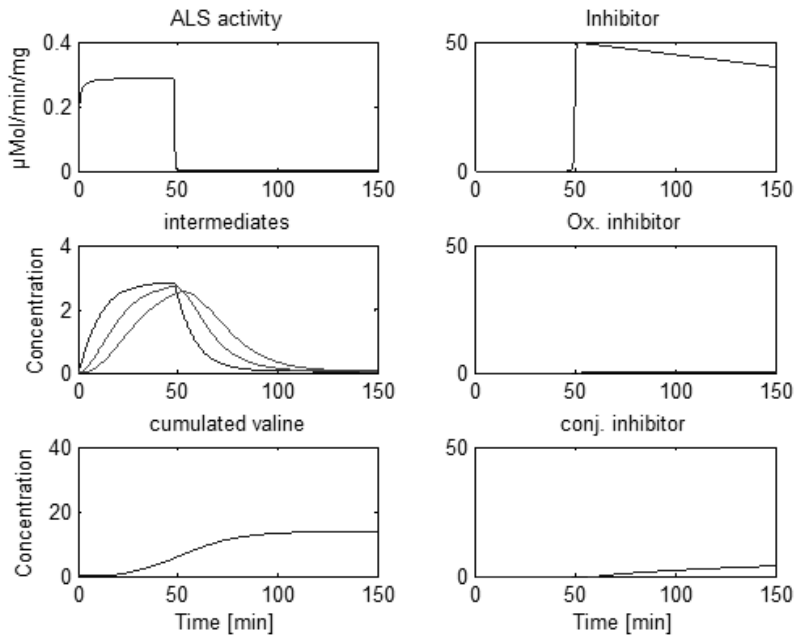 ALS activity
µMol/min/mg
0.4
0.2
0
0 50 100 150
Inhibitor
50
0
0 50 100 150
intermediates
Concentration
4
2
0
0 50 100 150
Ox. inhibitor
50
0
0 50 100 150
cumulated valine
Concentration
40
20
0
0 50 100 150
Time [min]
conj. inhibitor
50
0
0 50 100 150
Time [min]